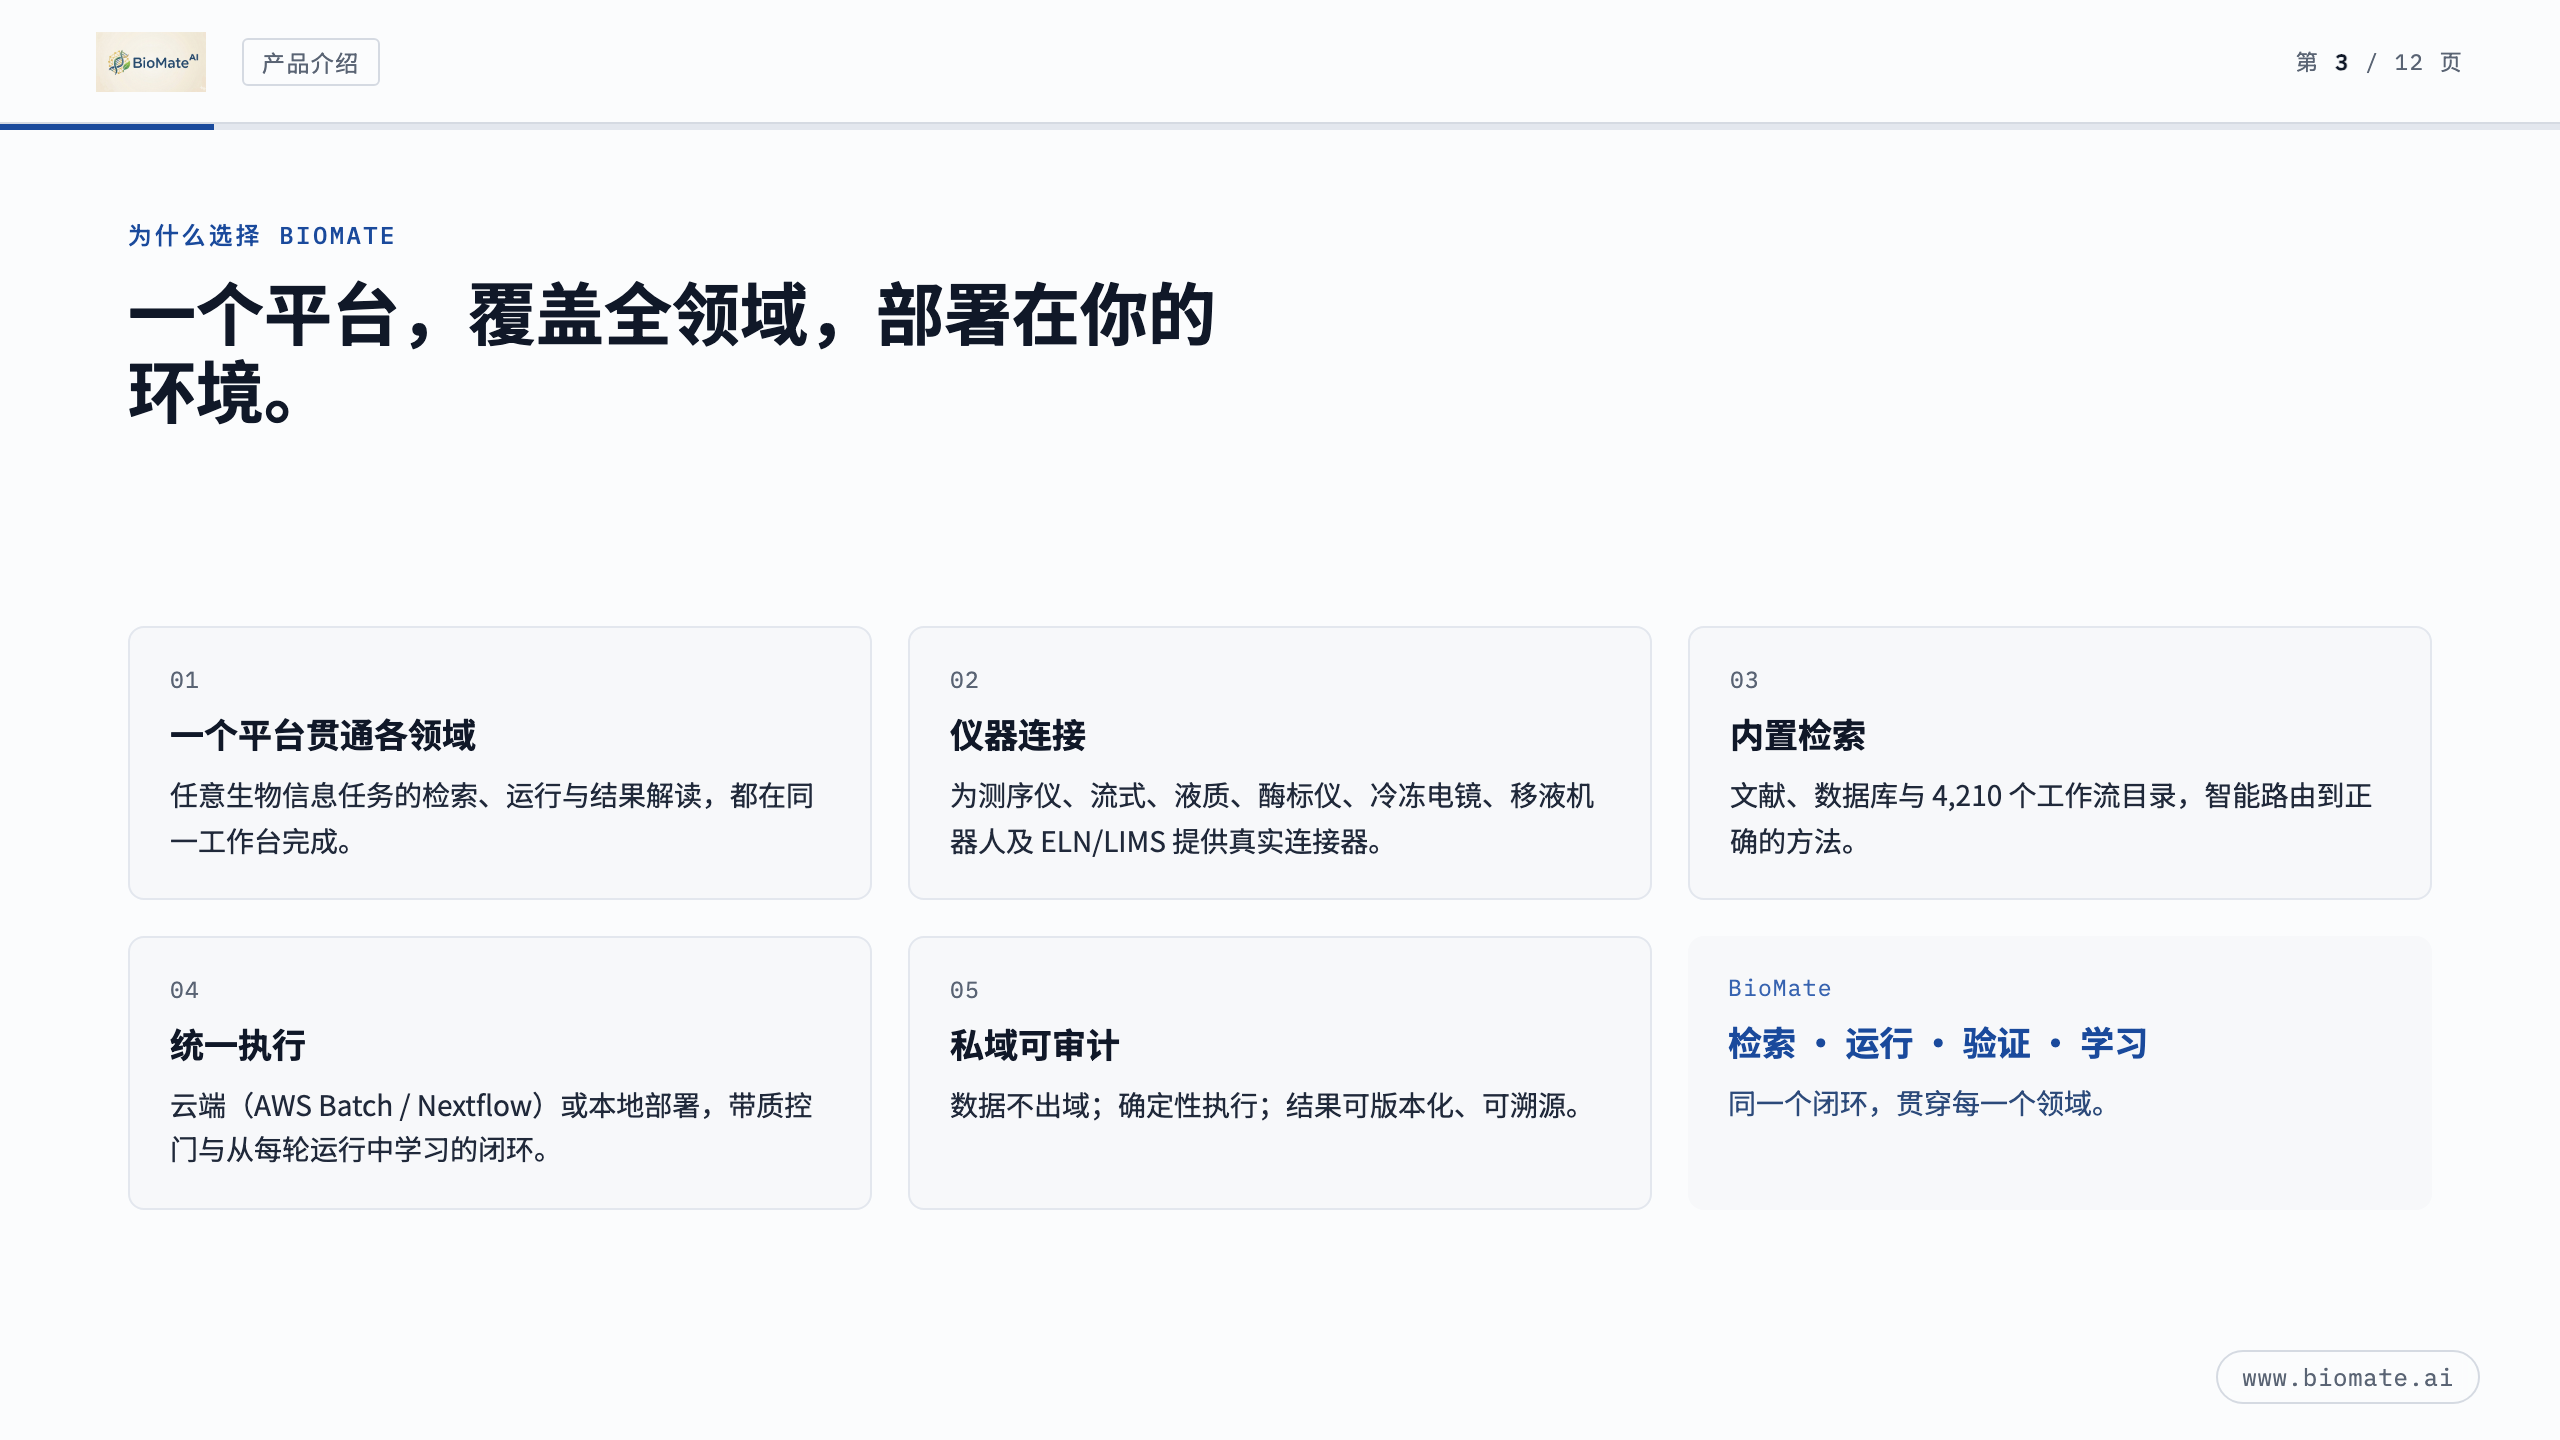 BioMate AI
产品介绍
第 3 / 12 页
为什么选择 BIOMATE
一个平台，覆盖全领域，部署在你的
环境。
01
一个平台贯通各领域
任意生物信息任务的检索、运行与结果解读，都在同
一工作台完成。
02
仪器连接
为测序仪、流式、液质、酶标仪、冷冻电镜、移液机
器人及 ELN/LIMS 提供真实连接器。
03
内置检索
文献、数据库与 4,210 个工作流目录，智能路由到正
确的方法。
04
统一执行
云端（AWS Batch / Nextflow）或本地部署，带质控
门与从每轮运行中学习的闭环。
05
私域可审计
数据不出域；确定性执行；结果可版本化、可溯源。
BioMate
检索 · 运行 · 验证 · 学习
同一个闭环，贯穿每一个领域。
www.biomate.ai